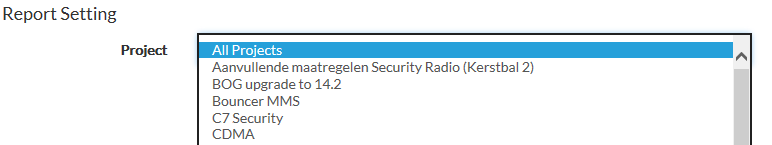 Report Setting
Project
All Projects
Aanvullende maatregelen Security Radio (Kerstbal 2)
BOG upgrade to 14.2
Bouncer MMS
C7 Security
CDMA